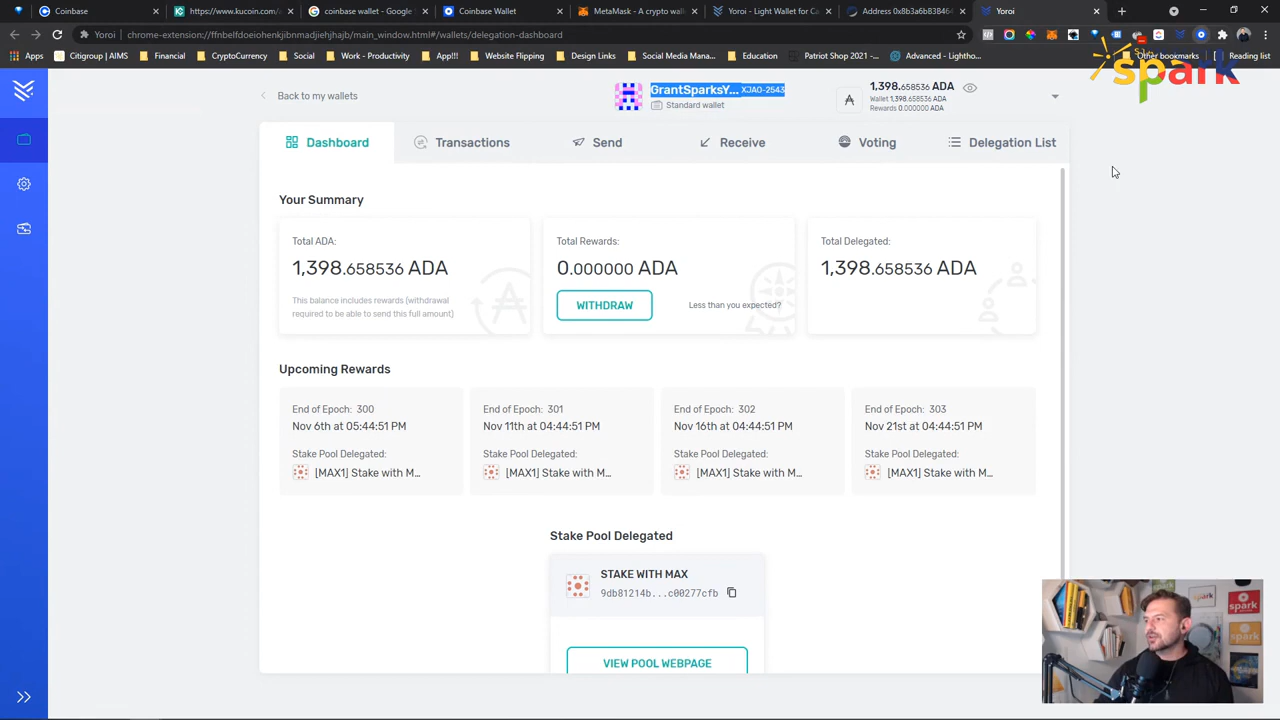 Coinbase
https://www.kucoin.com/c
coinbase wallet - Google
Coinbase
MetaMask - A crypto wall
Yoroi - Light Wallet for Ca
Address 0x8b3a6b83846
Yoroi
Yoroi
chrome-extension://ffnbelfdoeiohenkjibnmadjiehjhajb/main_window.html#/wallets/delegation-dashboard
Apps
Citigroup | AIMS
Financial
CryptoCurrency
Social
Work - Productivity
App!!!
Betting
Design Links
Social Media Manag...
Education
Patriot Shop 2021 -...
Advanced - Lightho...
Other bookmarks
Reading list
spark
Back to my wallets
GrantSparksY... XJAO-2543
Standard wallet
1,398.658536 ADA
Wallet 1,398.658536 ADA
Rewards 0.000000 ADA
Dashboard
Transactions
Send
Receive
Voting
Delegation List
Your Summary
Total ADA:
1,398.658536 ADA
This balance includes rewards (withdrawal
required to be able to send this full amount)
Total Rewards:
0.000000 ADA
WITHDRAW
Less than you expected?
Total Delegated:
1,398.658536 ADA
Upcoming Rewards
End of Epoch: 300
Nov 6th at 05:44:51 PM
Stake Pool Delegated:
[MAX1] Stake with M...
End of Epoch: 301
Nov 11th at 04:44:51 PM
Stake Pool Delegated:
[MAX1] Stake with M...
End of Epoch: 302
Nov 16th at 04:44:51 PM
Stake Pool Delegated:
[MAX1] Stake with M...
End of Epoch: 303
Nov 21st at 04:44:51 PM
Stake Pool Delegated:
[MAX1] Stake with M...
Stake Pool Delegated
STAKE WITH MAX
9db81214b...c00277cfb
VIEW POOL WEBPAGE
spark
spark